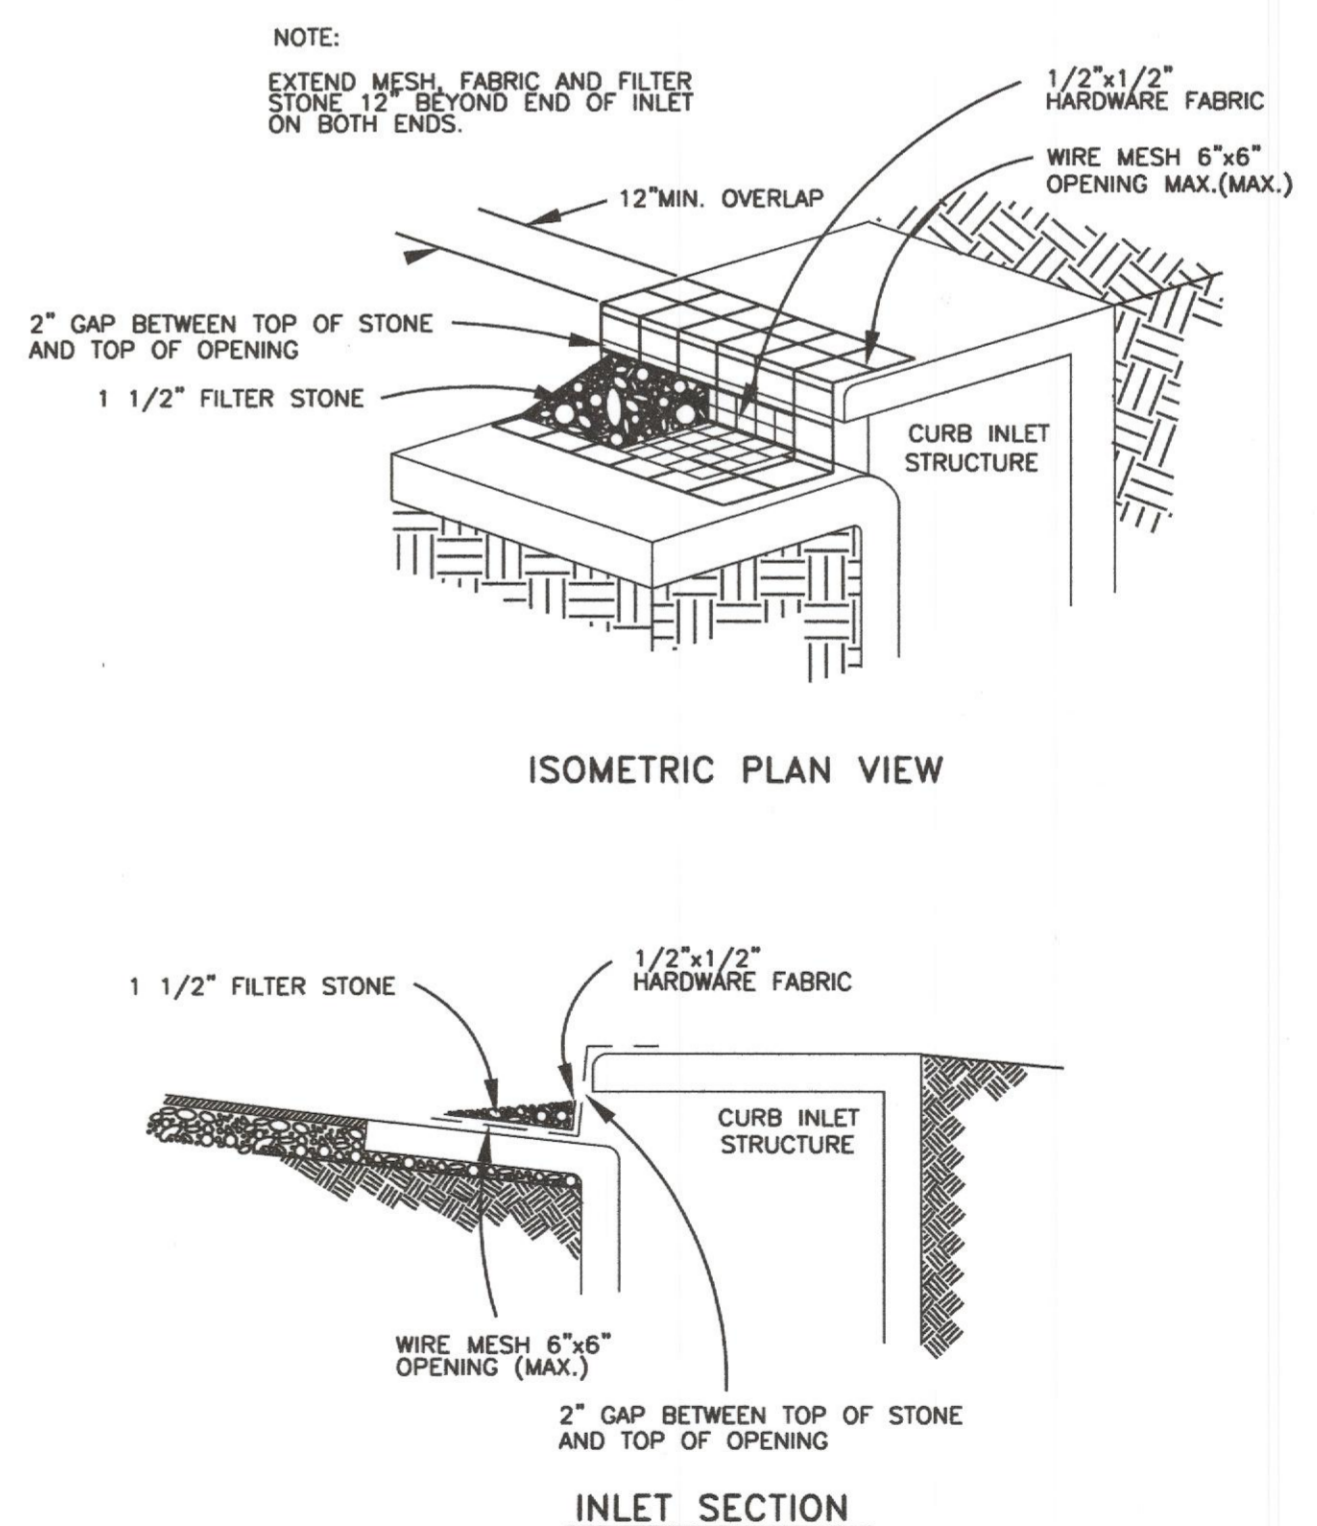 NOTE:
EXTEND MESH, FABRIC AND FILTER
STONE 12" BEYOND END OF INLET
ON BOTH ENDS.
1/2"x1/2"
HARDWARE FABRIC
WIRE MESH 6"x6"
OPENING MAX.(MAX.)
12"MIN. OVERLAP
2" GAP BETWEEN TOP OF STONE
AND TOP OF OPENING
1 1/2" FILTER STONE
CURB INLET
STRUCTURE
ISOMETRIC PLAN VIEW
1/2"x1/2"
HARDWARE FABRIC
1 1/2" FILTER STONE
CURB INLET
STRUCTURE
WIRE MESH 6"x6"
OPENING (MAX.)
2" GAP BETWEEN TOP OF STONE
AND TOP OF OPENING
INLET SECTION